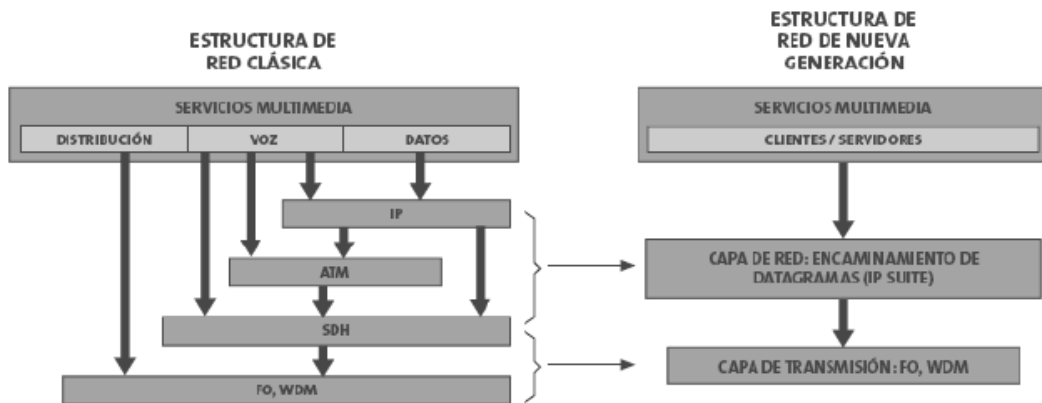 ESTRUCTURA DE
RED CLÁSICA
SERVICIOS MULTIMEDIA
DISTRIBUCIÓN
VOZ
DATOS
IP
ATM
SDH
FO, WDM
ESTRUCTURA DE
RED DE NUEVA
GENERACIÓN
SERVICIOS MULTIMEDIA
CLIENTES / SERVIDORES
CAPA DE RED: ENCAMINAMIENTO DE
DATAGRAMAS (IP SUITE)
CAPA DE TRANSMISIÓN: FO, WDM